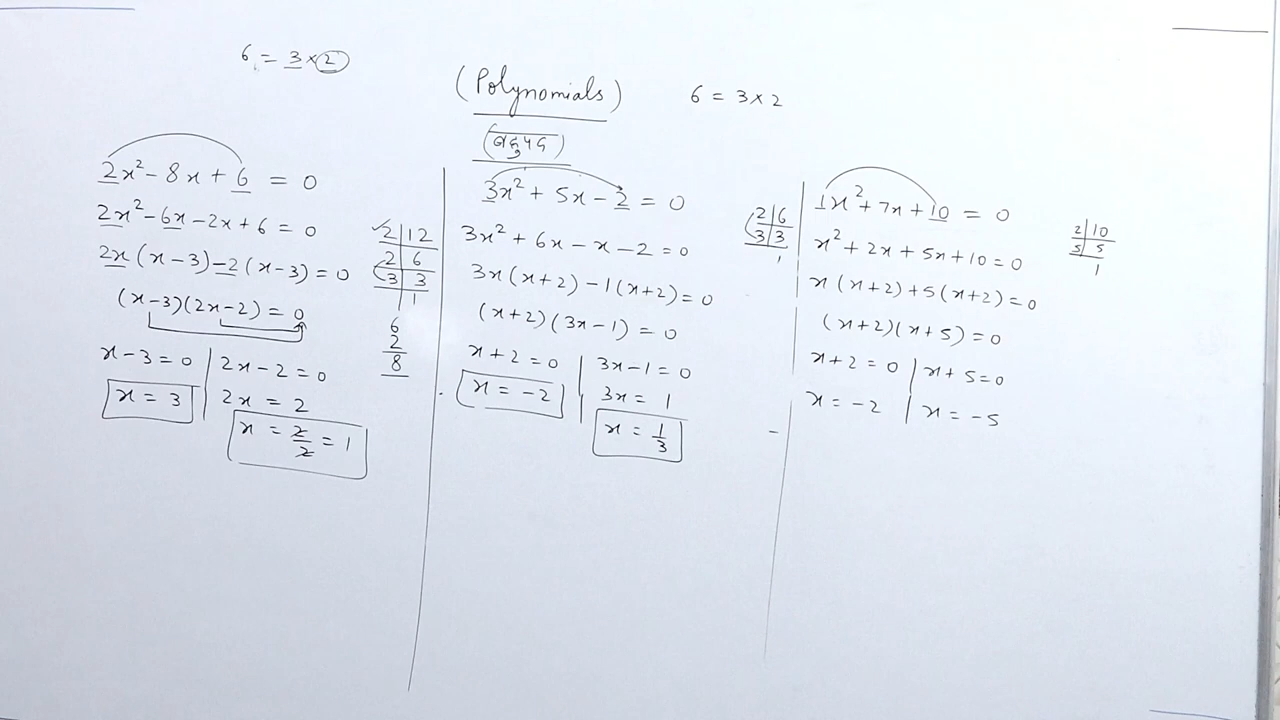 6 = 3 × 2
(Polynomials)
6 = 3 × 2
(बहुपद)
2x² - 8x + 6 = 0
2x² - 6x - 2x + 6 = 0
2x (x - 3) - 2 (x - 3) = 0
(x - 3)(2x - 2) = 0
x - 3 = 0 | 2x - 2 = 0
x = 3 | 2x = 2
x = 2/2 = 1
2 | 12
2 | 6
3 | 3
| 1
6
2
8
3x² + 5x - 2 = 0
3x² + 6x - x - 2 = 0
3x (x + 2) - 1 (x + 2) = 0
(x + 2) (3x - 1) = 0
x + 2 = 0 | 3x - 1 = 0
x = -2 | 3x = 1
x = 1/3
2 | 6
3 | 3
1
1x² + 7x + 10 = 0
x² + 2x + 5x + 10 = 0
x (x + 2) + 5 (x + 2) = 0
(x + 2) (x + 5) = 0
x + 2 = 0 | x + 5 = 0
x = -2 | x = -5
2 | 10
5 | 5
1